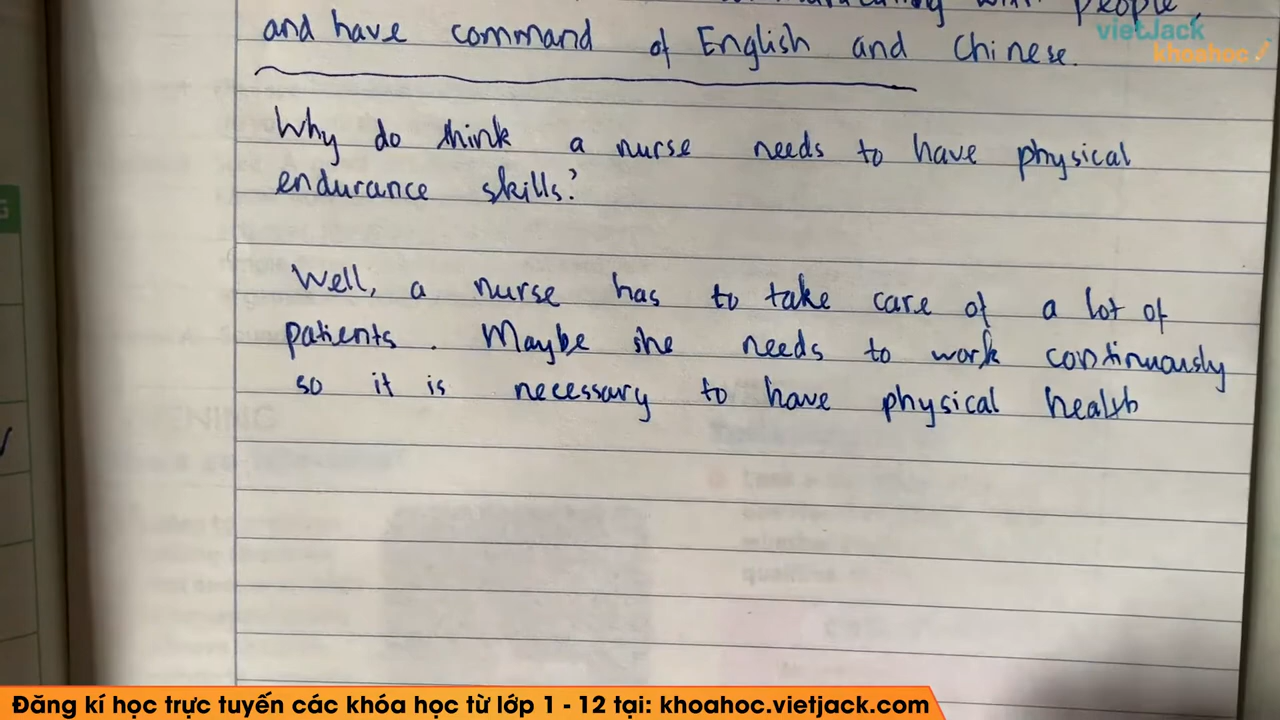 with people,
and have command of English and Chinese.
vietJack
khoahoc
Why do think a nurse needs to have physical
endurance skills?
Well, a nurse has to take care of a lot of
patients. Maybe she needs to work continuously
so it is necessary to have physical health
Đăng kí học trực tuyến các khóa học từ lớp 1 - 12 tại: khoahoc.vietjack.com